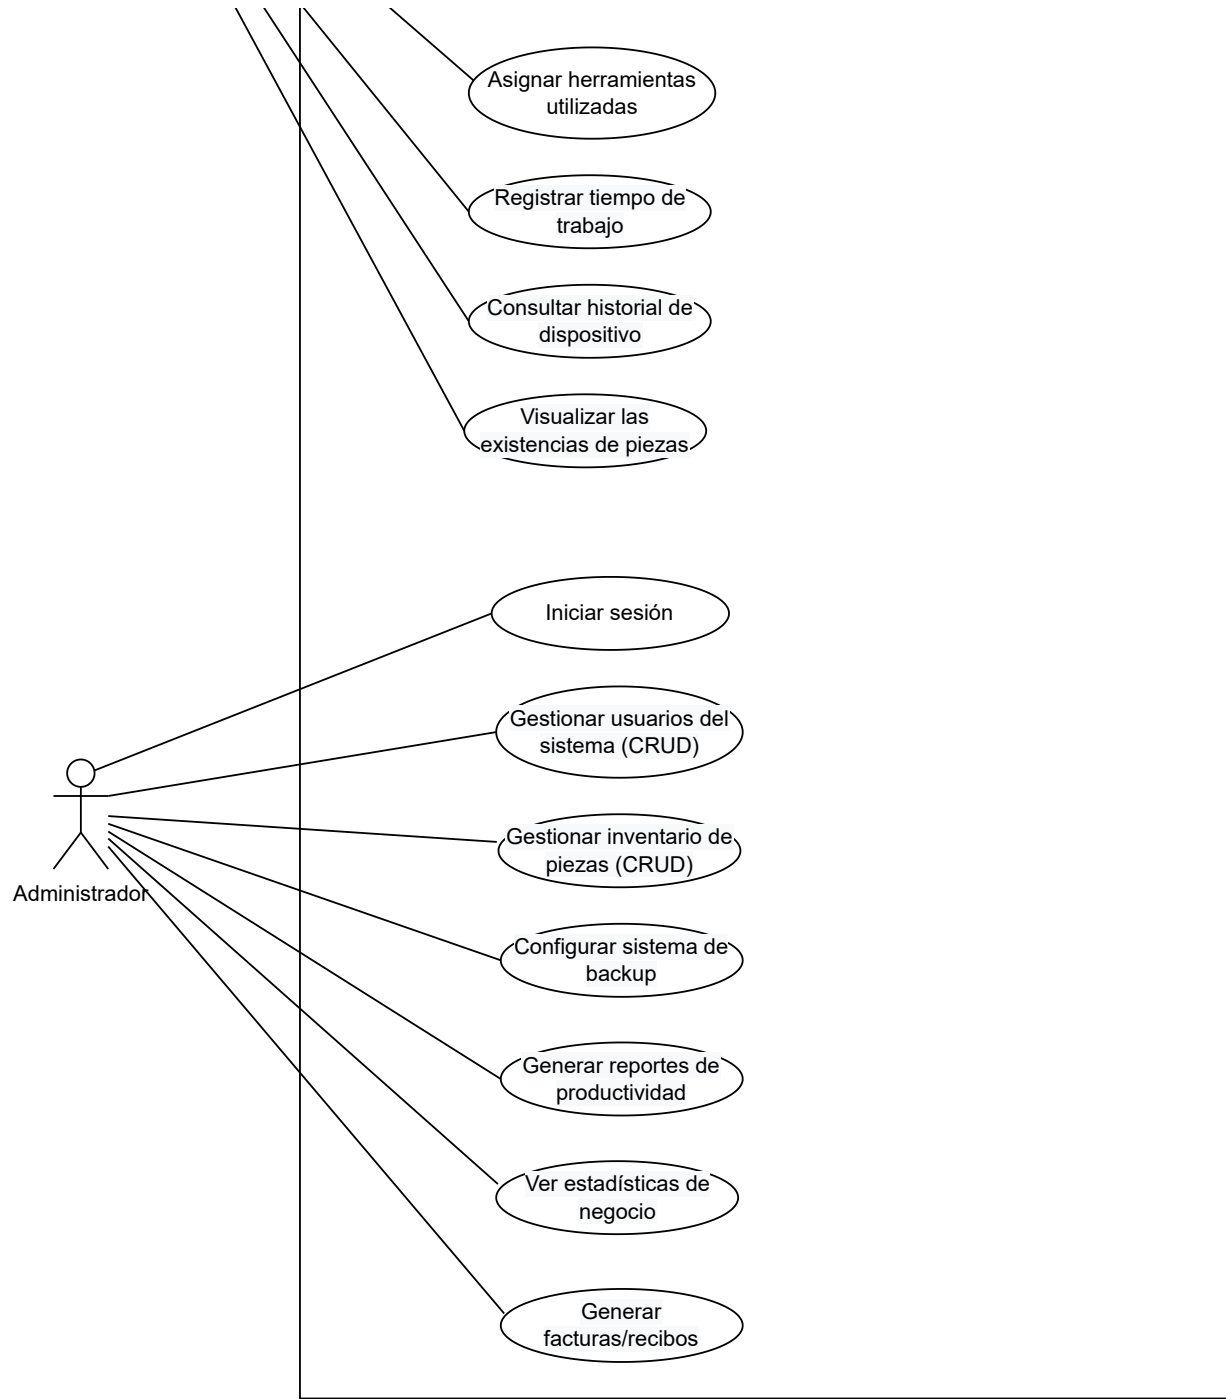 Asignar herramientas
utilizadas
Registrar tiempo de
trabajo
Consultar historial de
dispositivo
Visualizar las
existencias de piezas
Iniciar sesión
Gestionar usuarios del
sistema (CRUD)
Gestionar inventario de
piezas (CRUD)
Administrador
Configurar sistema de
backup
Generar reportes de
productividad
Ver estadísticas de
negocio
Generar
facturas/recibos